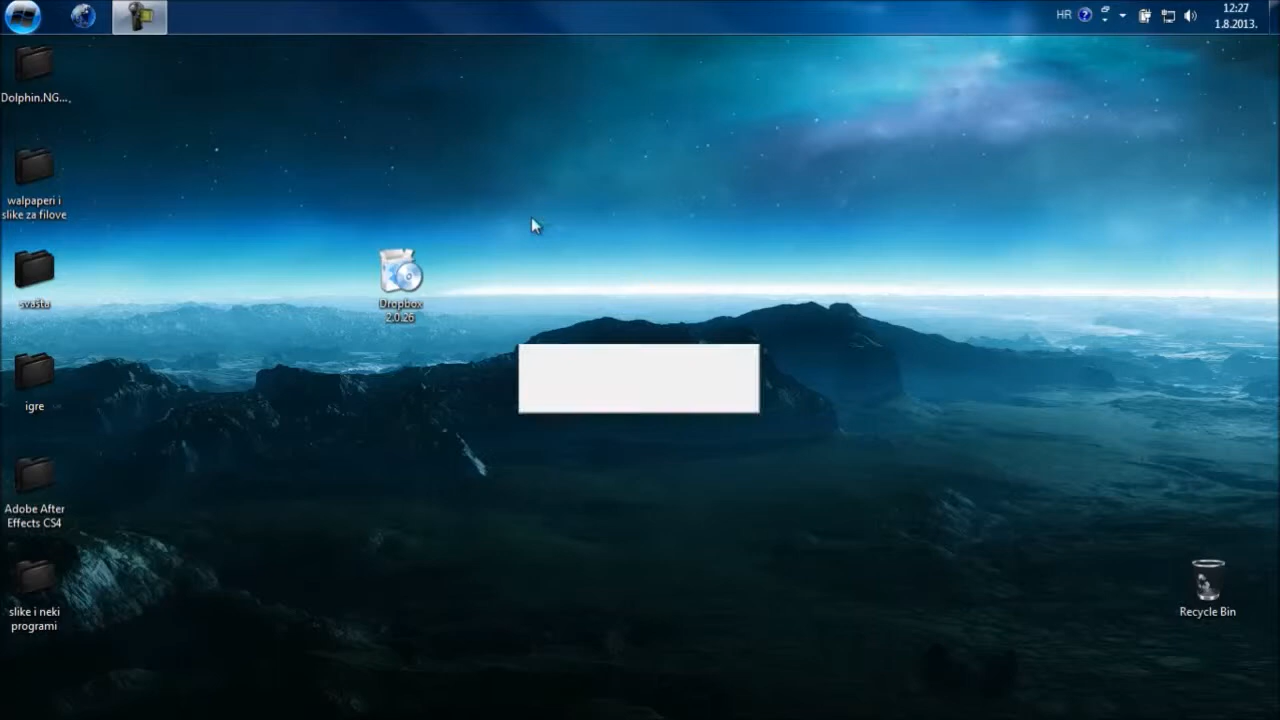 HR
12:27
1.8.2013.
Dolphin.NG...,
walpaperi i
slike za filove
svašta
igre
Adobe After
Effects CS4
slike i neki
programi
Dropbox
2.0.26
Recycle Bin